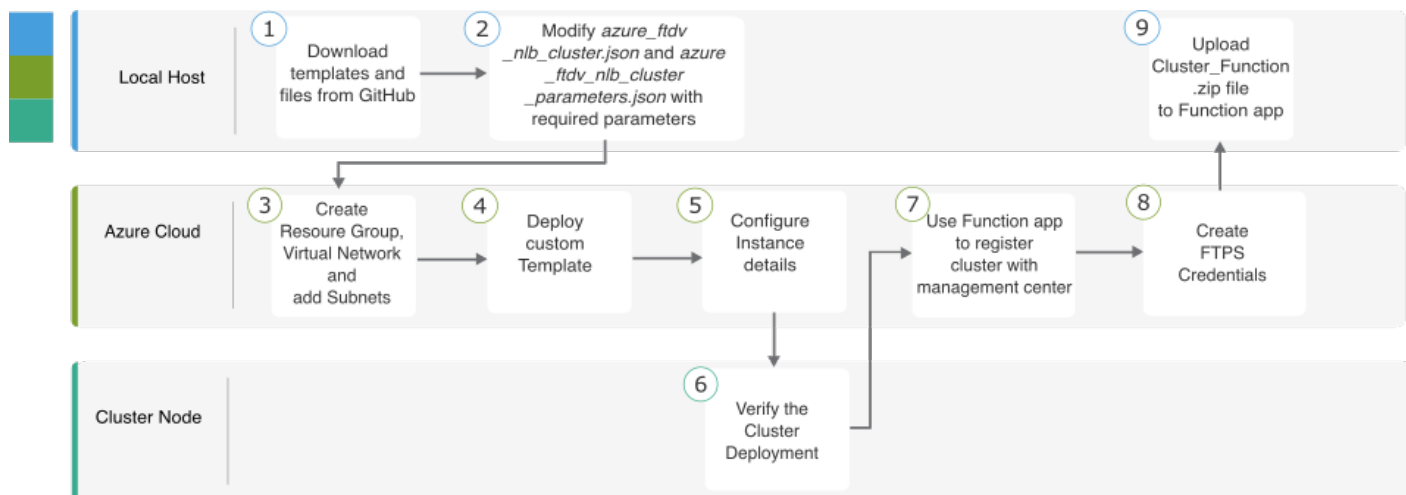 Local Host
1
Download
templates and
files from GitHub
2
Modify azure_ftdv
_nlb_cluster.json and azure
_ftdv_nlb_cluster
_parameters.json with
required parameters
9
Upload
Cluster_Function
.zip file
to Function app
Azure Cloud
3
Create
Resoure Group,
Virtual Network
and
add Subnets
4
Deploy
custom
Template
5
Configure
Instance
details
7
Use Function app
to register
cluster with
management center
8
Create
FTPS
Credentials
Cluster Node
6
Verify the
Cluster
Deployment